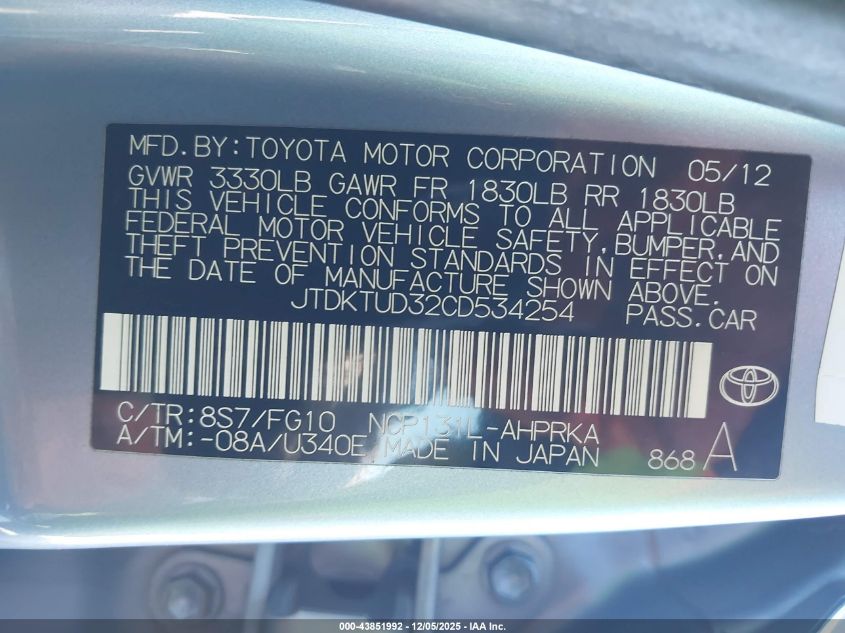 MFD.BY:TOYOTA MOTOR CORPORATION 05/12
GVWR 3330LB GAWR FR 1830LB RR 1830LB
THIS VEHICLE CONFORMS TO ALL APPLICABLE
FEDERAL MOTOR VEHICLE SAFETY,BUMPER,AND
THEFT PREVENTION STANDARDS IN EFFECT ON
THE DATE OF MANUFACTURE SHOWN ABOVE.
JTDKTUD32CD534254 PASS.CAR
C/TR:8S7/FG10 NCP131L-AHPRKA
A/TM:-08A/U340E MADE IN JAPAN 868 A
000-43851992 - 12/05/2025 - IAA Inc.